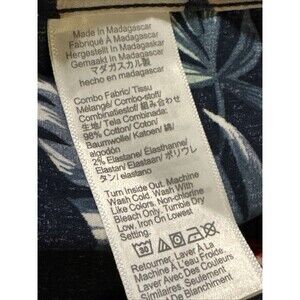 Made In Madagascar
Fabriqué À Madagascar
Hergestellt In Madagascar
Gemaakt In Madagascar
マダガスカル製
hecho en madagascar
Combo Fabric/ Tissu
Mélangé/ Combo-stoff/
Combinatiestof/ 組み合わせ
生地/ Tela Combinada:
98% Cotton/ Coton/
Baumwolle/ Katoen/ 綿/
algodón
2% Elastane/ Élasthanne/
Elastan/ Elastaan/ ポリウレ
タン/ elastano
Turn Inside Out. Machine
Wash Cold. Wash With
Like Colors. Non-chlorine
Bleach Only. Tumble Dry
Low. Iron On Lowest
Setting.
30
Retourner. Laver À La
Machine À L'eau Froide.
Laver Avec Des Couleurs
Similaires. Seulement
De Blanchiment